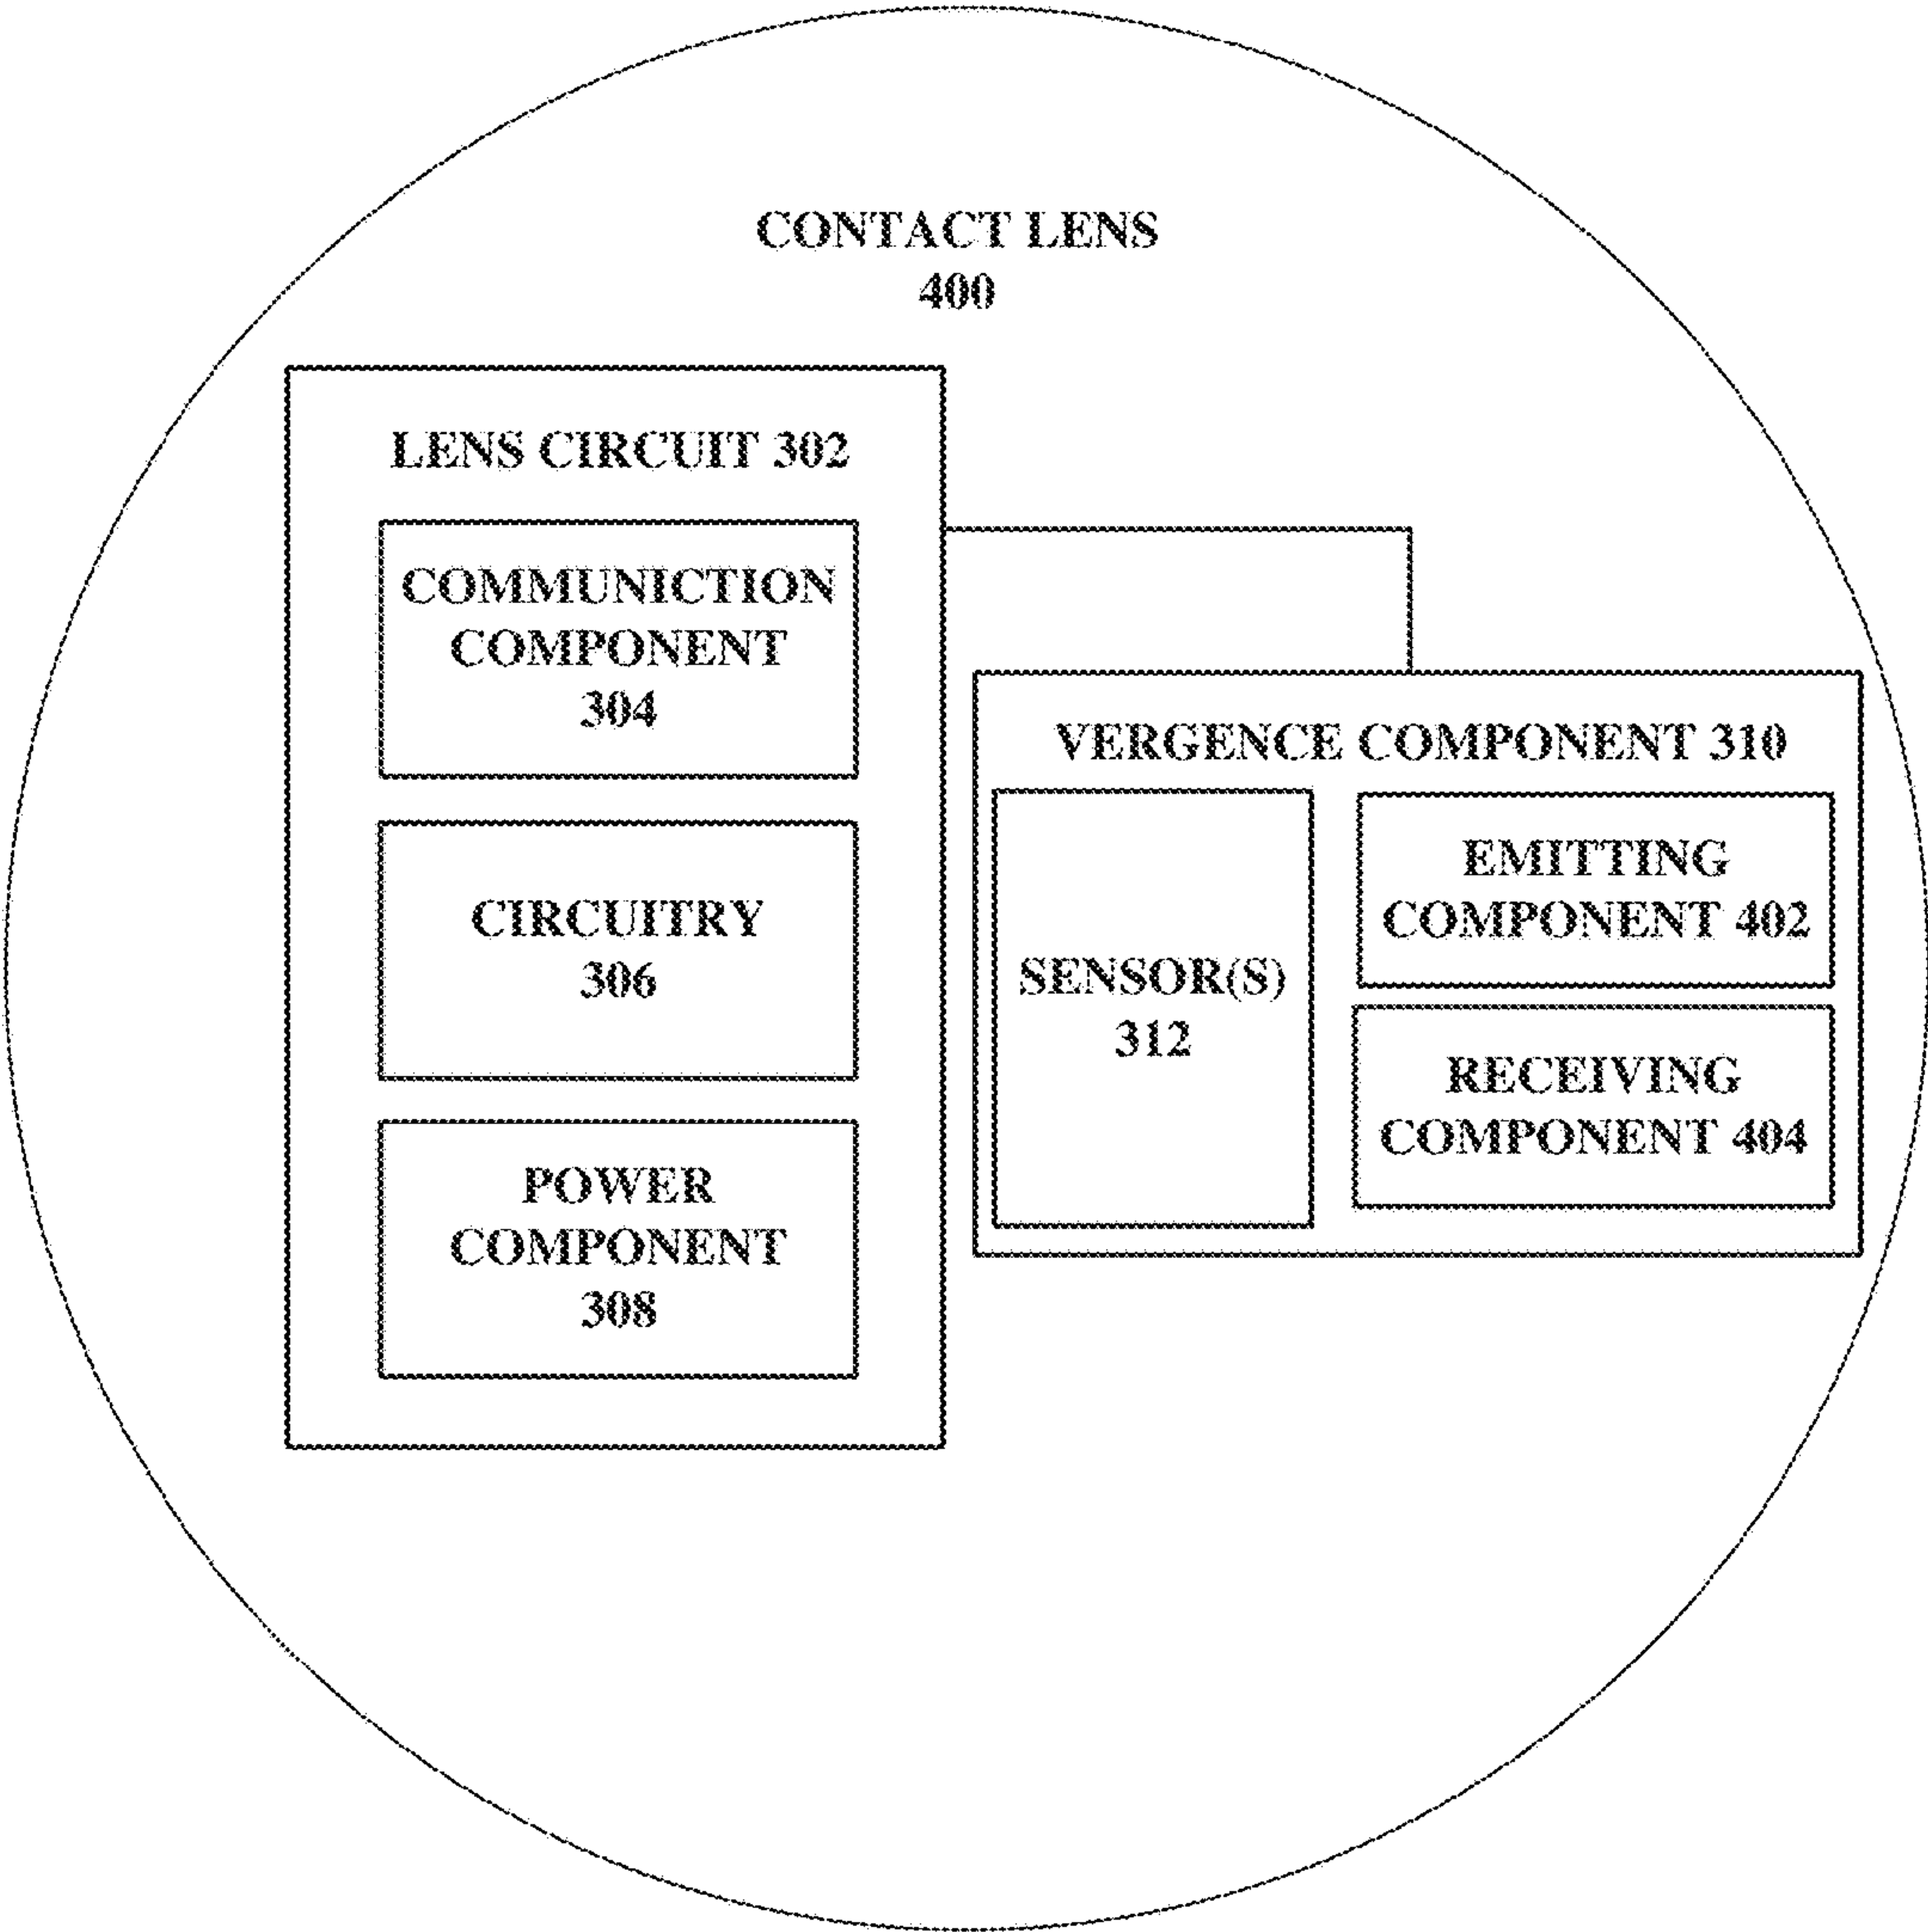 CONTACT LENS
400
LENS CIRCUIT 302
COMMUNICTION
COMPONENT
304
CIRCUITRY
306
POWER
COMPONENT
308
VERGENCE COMPONENT 310
SENSOR(S)
312
EMITTING
COMPONENT 402
RECEIVING
COMPONENT 404